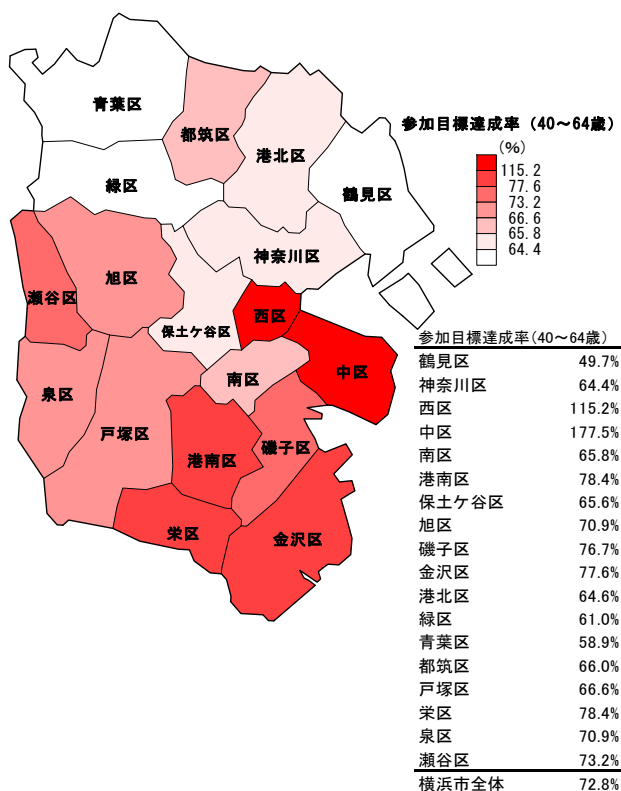 青葉区
都筑区
港北区
緑区
鶴見区
神奈川区
旭区
瀬谷区
保土ケ谷区
西区
中区
南区
泉区
戸塚区
港南区
磯子区
栄区
金沢区
参加目標達成率（40～64歳）
(%)
115.2
77.6
73.2
66.6
65.8
64.4
参加目標達成率(40～64歳)
鶴見区 49.7%
神奈川区 64.4%
西区 115.2%
中区 177.5%
南区 65.8%
港南区 78.4%
保土ケ谷区 65.6%
旭区 70.9%
磯子区 76.7%
金沢区 77.6%
港北区 64.6%
緑区 61.0%
青葉区 58.9%
都筑区 66.0%
戸塚区 66.6%
栄区 78.4%
泉区 70.9%
瀬谷区 73.2%
横浜市全体 72.8%